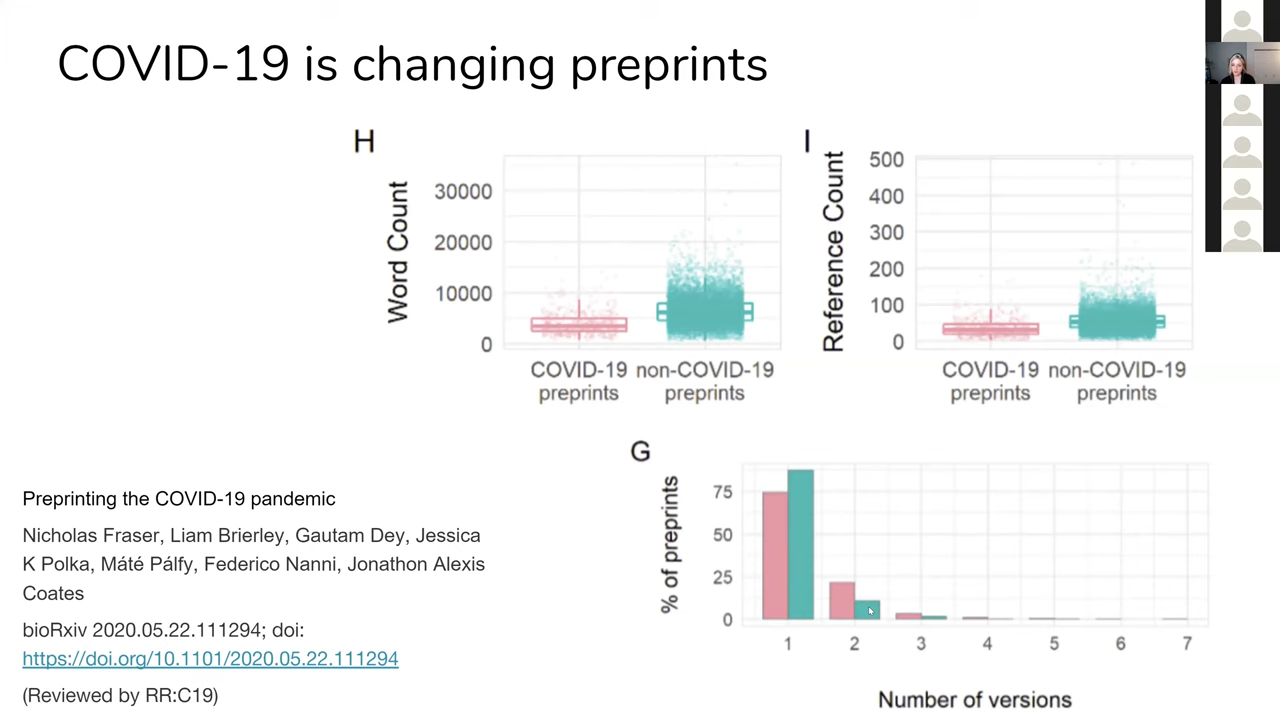 COVID-19 is changing preprints
H
Word Count
30000
20000
10000
0
COVID-19 preprints
non-COVID-19 preprints
I
Reference Count
500
400
300
200
100
0
COVID-19 preprints
non-COVID-19 preprints
G
% of preprints
75
50
25
0
1 2 3 4 5 6 7
Number of versions
Preprinting the COVID-19 pandemic
Nicholas Fraser, Liam Brierley, Gautam Dey, Jessica
K Polka, Máté Pálfy, Federico Nanni, Jonathon Alexis
Coates
bioRxiv 2020.05.22.111294; doi:
https://doi.org/10.1101/2020.05.22.111294
(Reviewed by RR:C19)